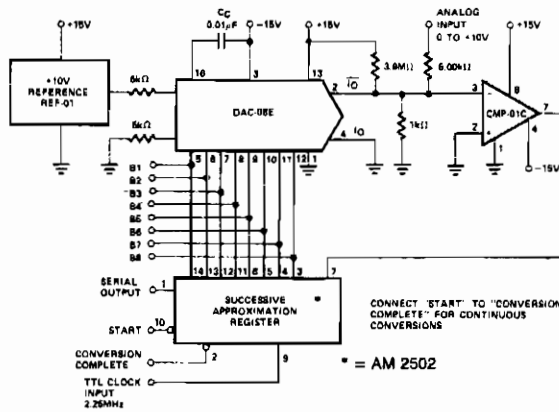 +15V
CC
0.01µF
-15V
+15V
ANALOG
INPUT
0 TO +10V
+15V
+10V
REFERENCE
REF-01
5kΩ
16
3
13
3.9MΩ
5.00kΩ
DAC-08E
2
IO
5kΩ
4
IO
1kΩ
3
8
CMP-01C
7
2
4
1
-15V
5 6 7 8 9 10 11 12 1
B1
B2
B3
B4
B5
B6
B7
B8
14 13 12 11 6 5 4 3 7
SERIAL
OUTPUT
1
SUCCESSIVE
APPROXIMATION
REGISTER
*
START
10
CONNECT "START" TO "CONVERSION
COMPLETE" FOR CONTINUOUS
CONVERSIONS
CONVERSION
COMPLETE
2
9
* = AM 2502
TTL CLOCK
INPUT
2.25MHz